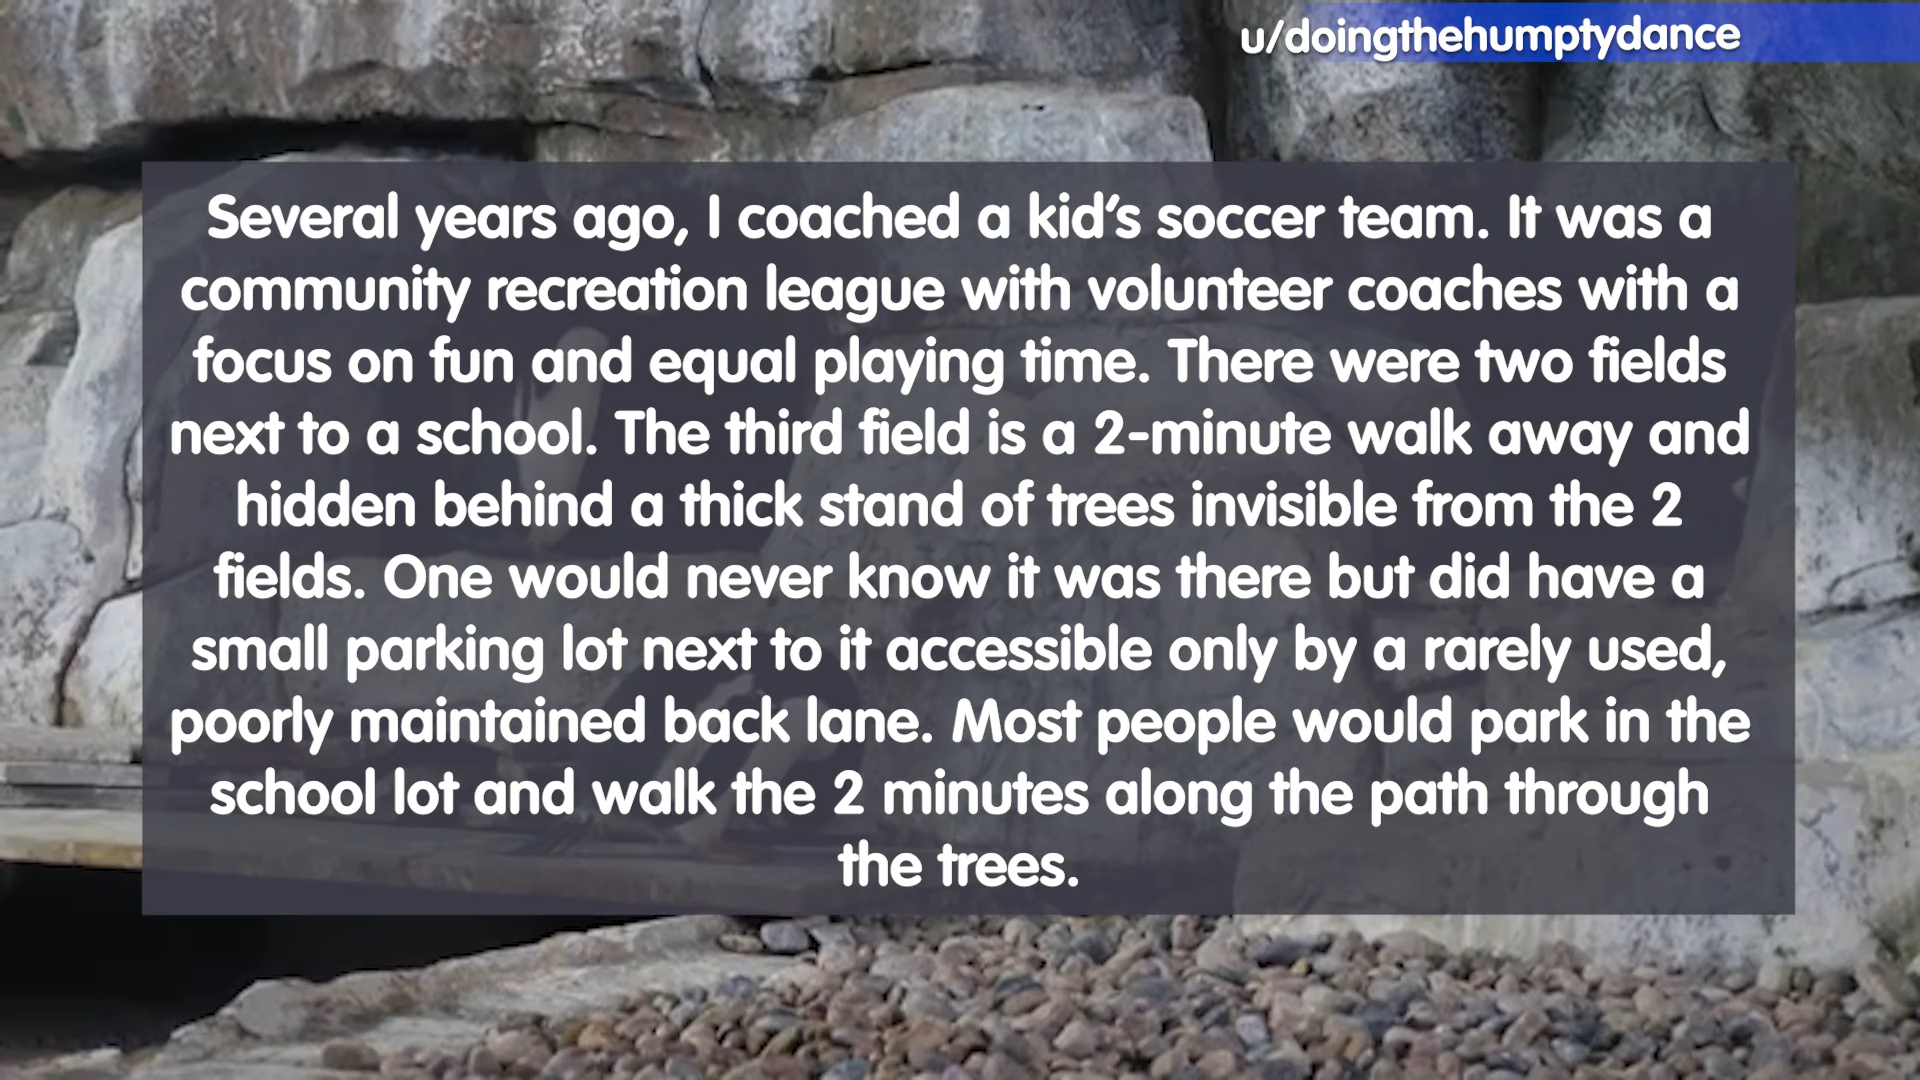 u/doingthehumptydance
Several years ago, I coached a kid's soccer team. It was a
community recreation league with volunteer coaches with a
focus on fun and equal playing time. There were two fields
next to a school. The third field is a 2-minute walk away and
hidden behind a thick stand of trees invisible from the 2
fields. One would never know it was there but did have a
small parking lot next to it accessible only by a rarely used,
poorly maintained back lane. Most people would park in the
school lot and walk the 2 minutes along the path through
the trees.